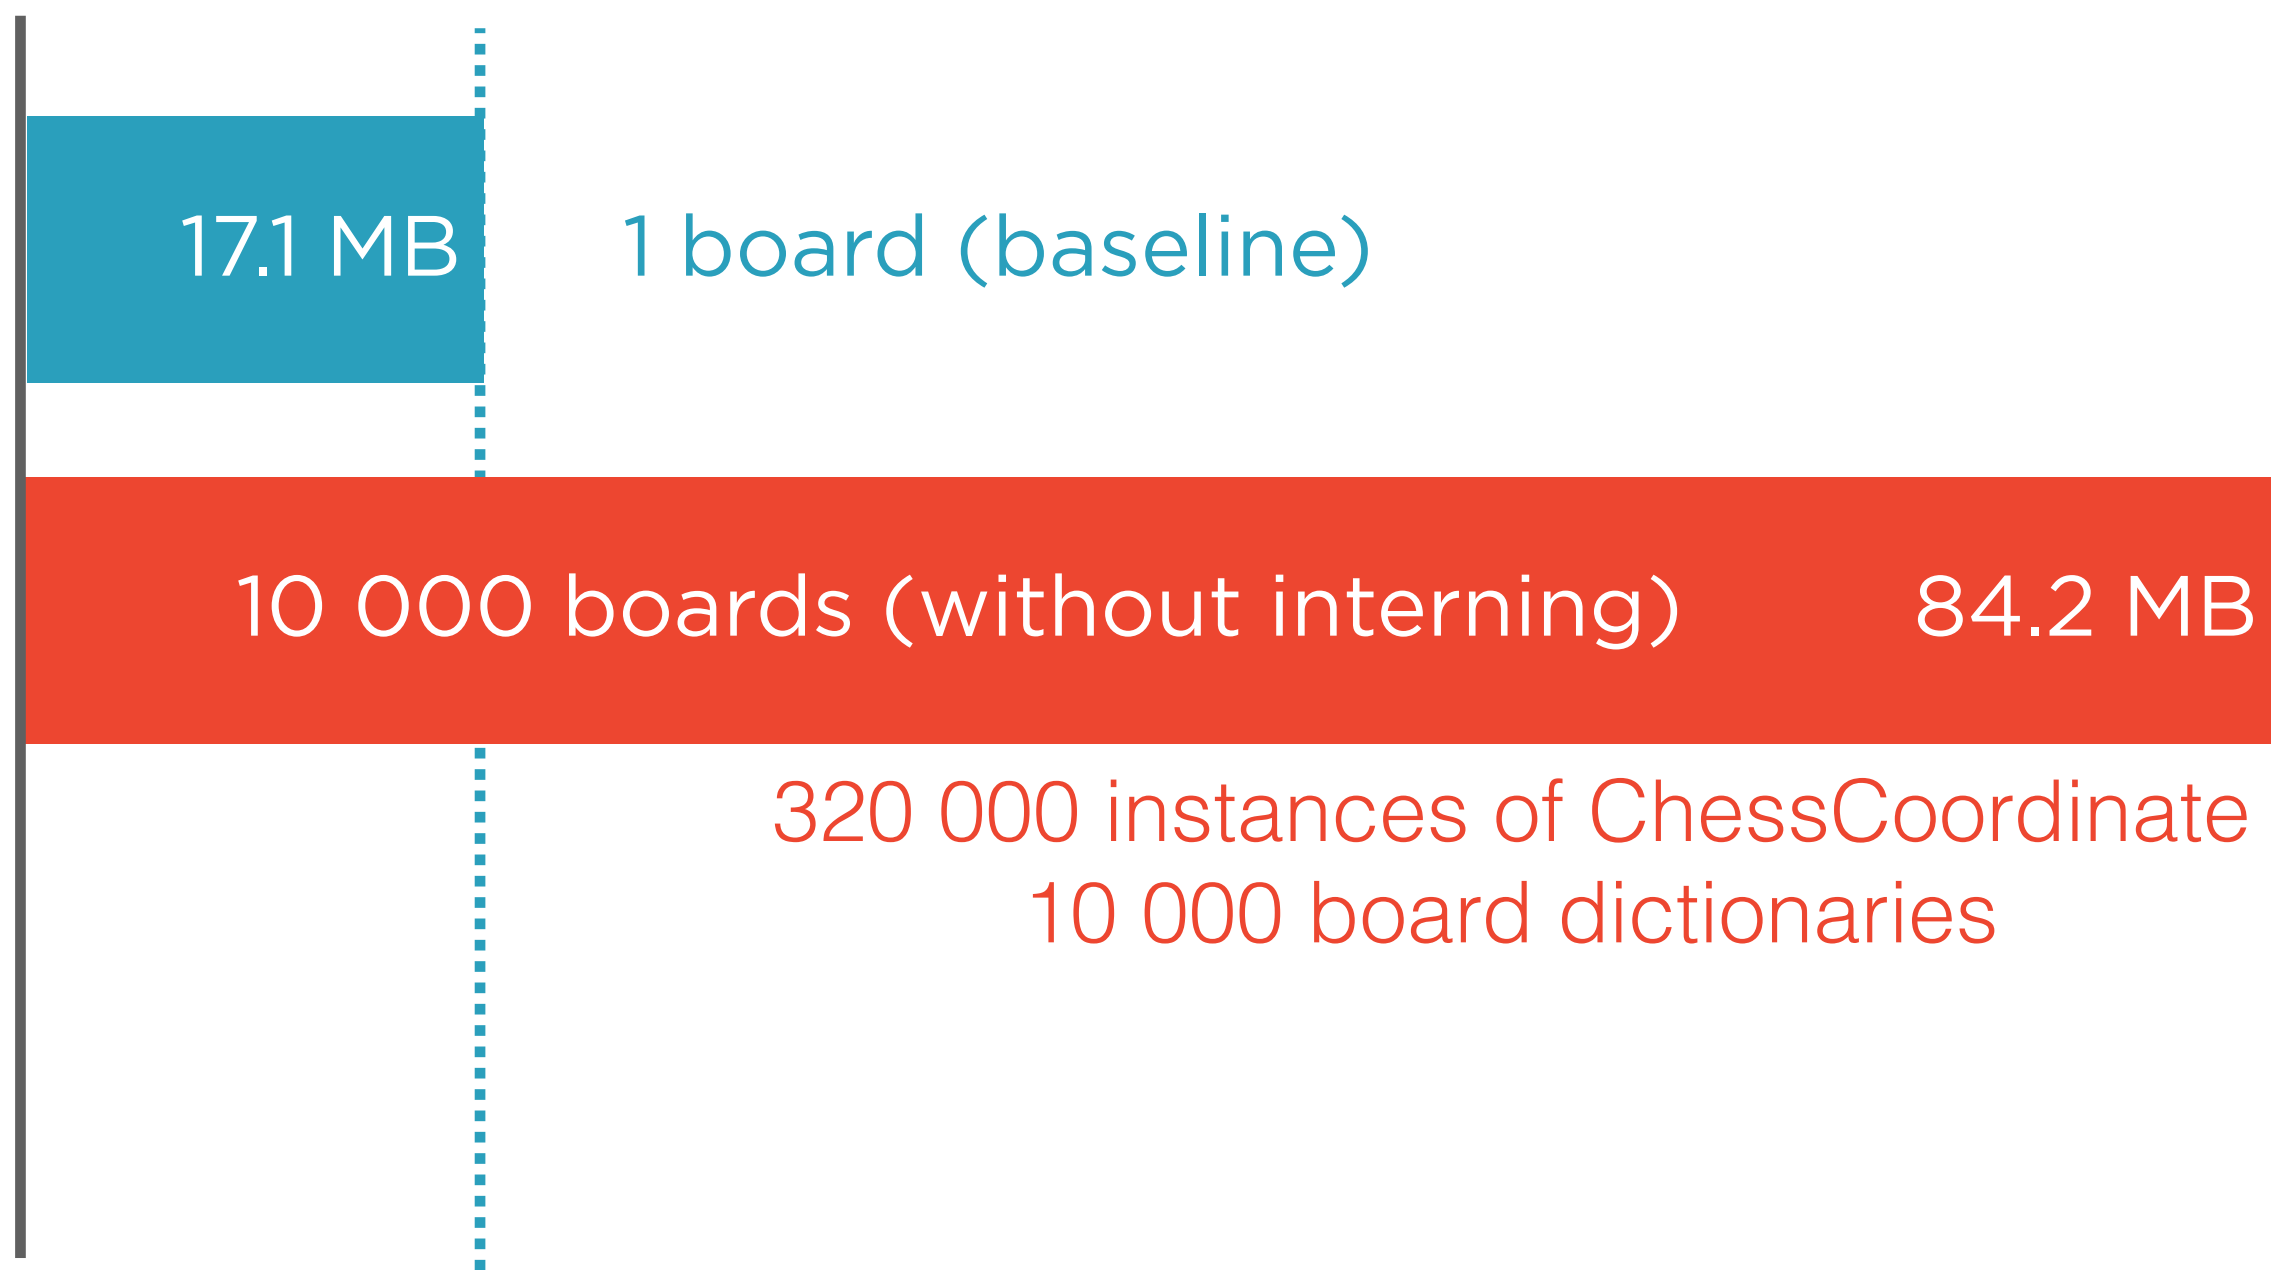 17.1 MB 1 board (baseline)
10 000 boards (without interning) 84.2 MB
320 000 instances of ChessCoordinate
10 000 board dictionaries